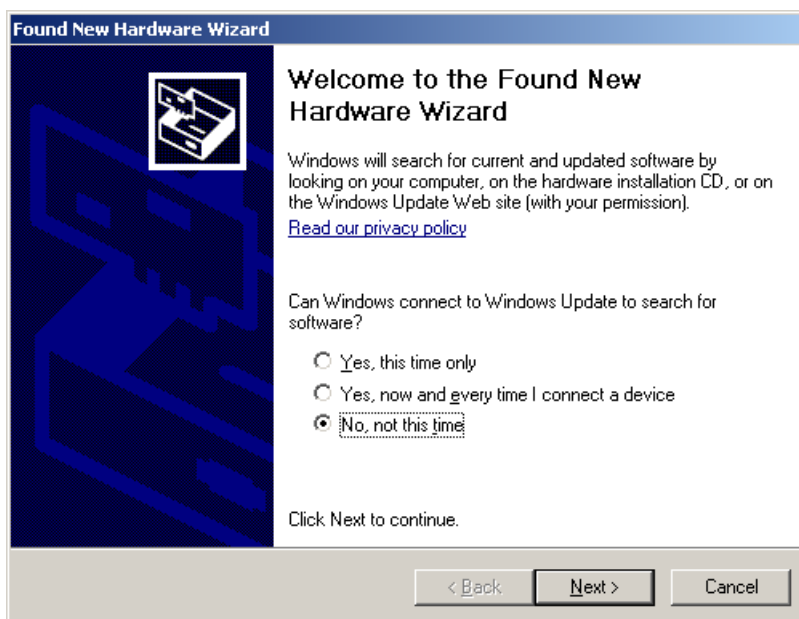 Found New Hardware Wizard
Welcome to the Found New
Hardware Wizard
Windows will search for current and updated software by
looking on your computer, on the hardware installation CD, or on
the Windows Update Web site (with your permission).
Read our privacy policy
Can Windows connect to Windows Update to search for
software?
Yes, this time only
Yes, now and every time I connect a device
No, not this time
Click Next to continue.
< Back
Next >
Cancel